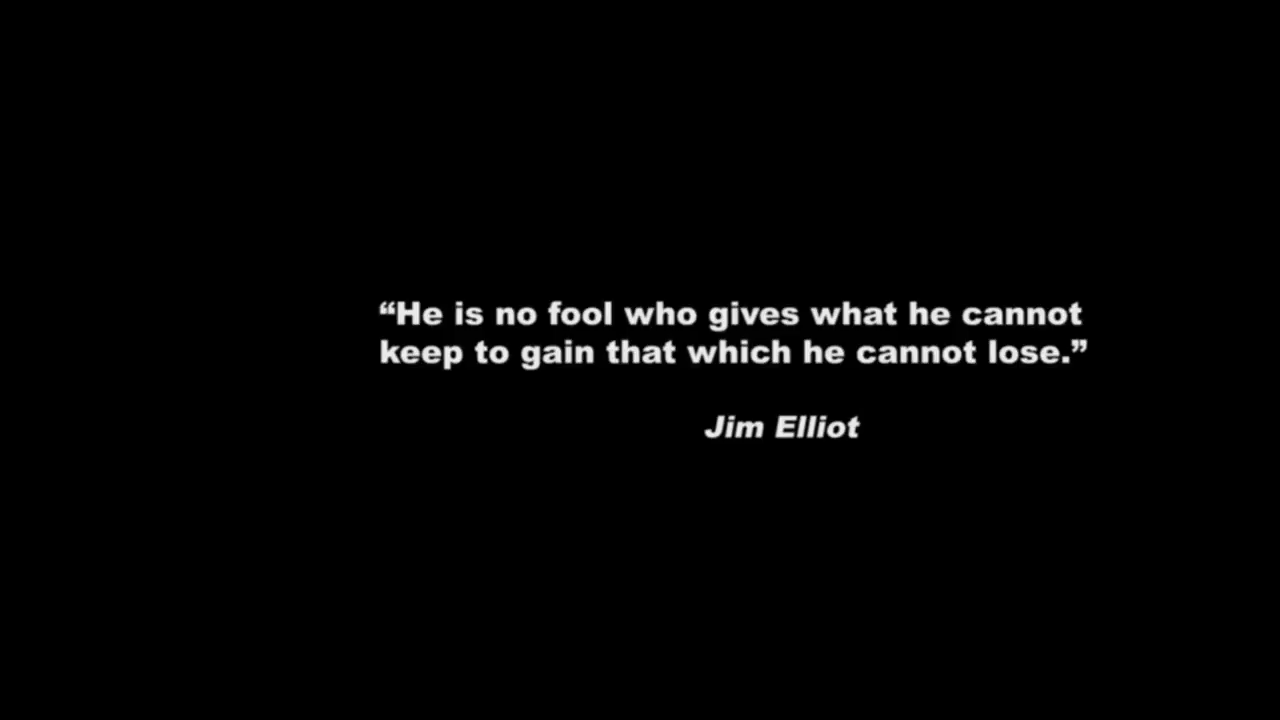 “He is no fool who gives what he cannot
keep to gain that which he cannot lose.”
Jim Elliot